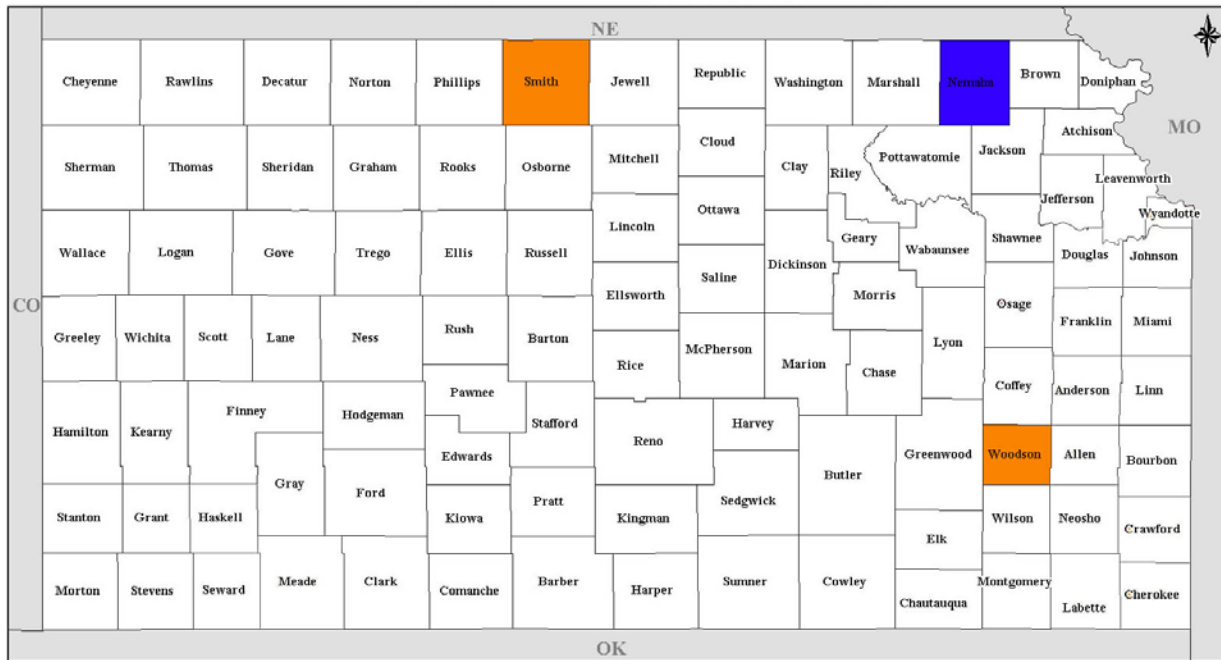 NE
Cheyenne Rawlins Decatur Norton Phillips Smith Jewell Republic Washington Marshall Nemaha Brown Doniphan
MO
Sherman Thomas Sheridan Graham Rooks Osborne Mitchell Cloud Clay Riley Pottawatomie Jackson Atchison
Jefferson Leavenworth Wyandotte
Wallace Logan Gove Trego Ellis Russell Lincoln Ottawa Dickinson Geary Wabaunsee Shawnee Douglas Johnson
CO
Ellsworth Saline Morris Osage
Greeley Wichita Scott Lane Ness Rush Barton Rice McPherson Marion Chase Lyon Franklin Miami
Pawnee Coffey Anderson Linn
Hamilton Kearny Finney Hodgeman Stafford Reno Harvey Greenwood Woodson Allen Bourbon
Edwards Butler
Gray Ford Sedgwick
Stanton Grant Haskell Kiowa Pratt Kingman Wilson Neosho Crawford
Elk
Morton Stevens Seward Meade Clark Comanche Barber Harper Sumner Cowley Chautauqua Montgomery Labette Cherokee
OK